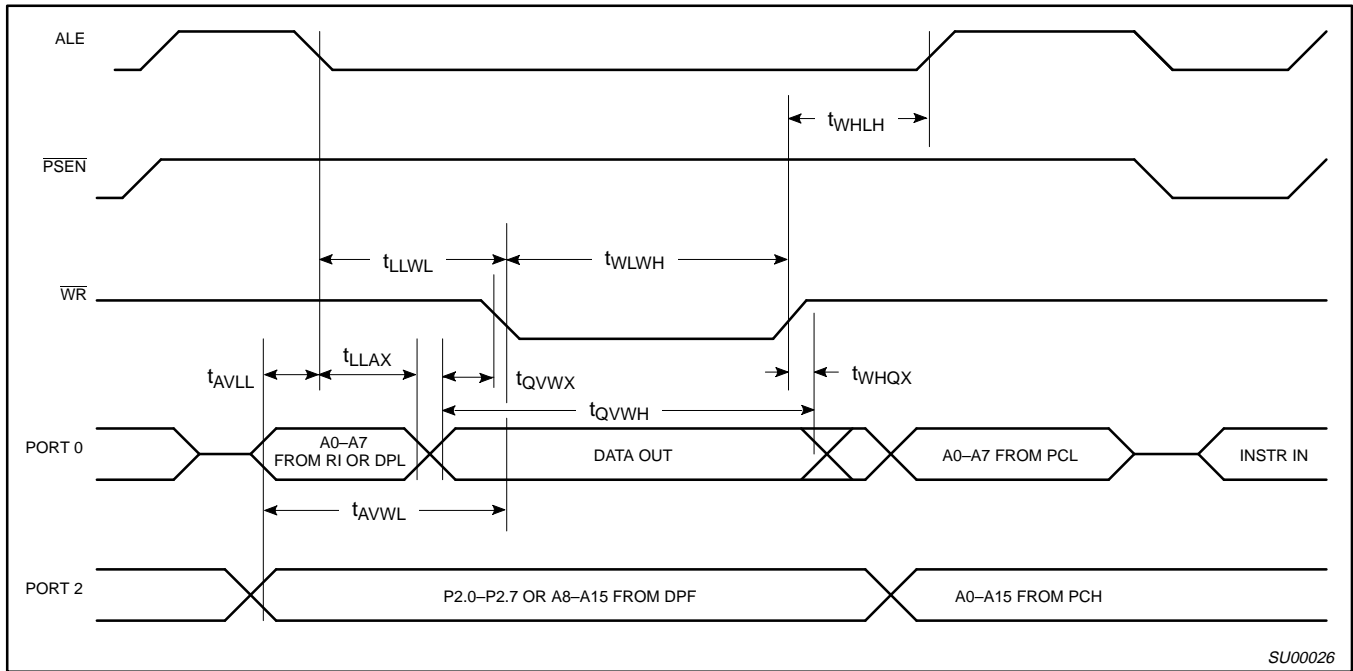 ALE
tWHLH
PSEN
tLLWL
tWLWH
WR
tLLAX
tAVLL
tQVWX
tWHQX
tQVWH
PORT 0
A0–A7
FROM RI OR DPL
DATA OUT
A0–A7 FROM PCL
INSTR IN
tAVWL
PORT 2
P2.0–P2.7 OR A8–A15 FROM DPF
A0–A15 FROM PCH
SU00026